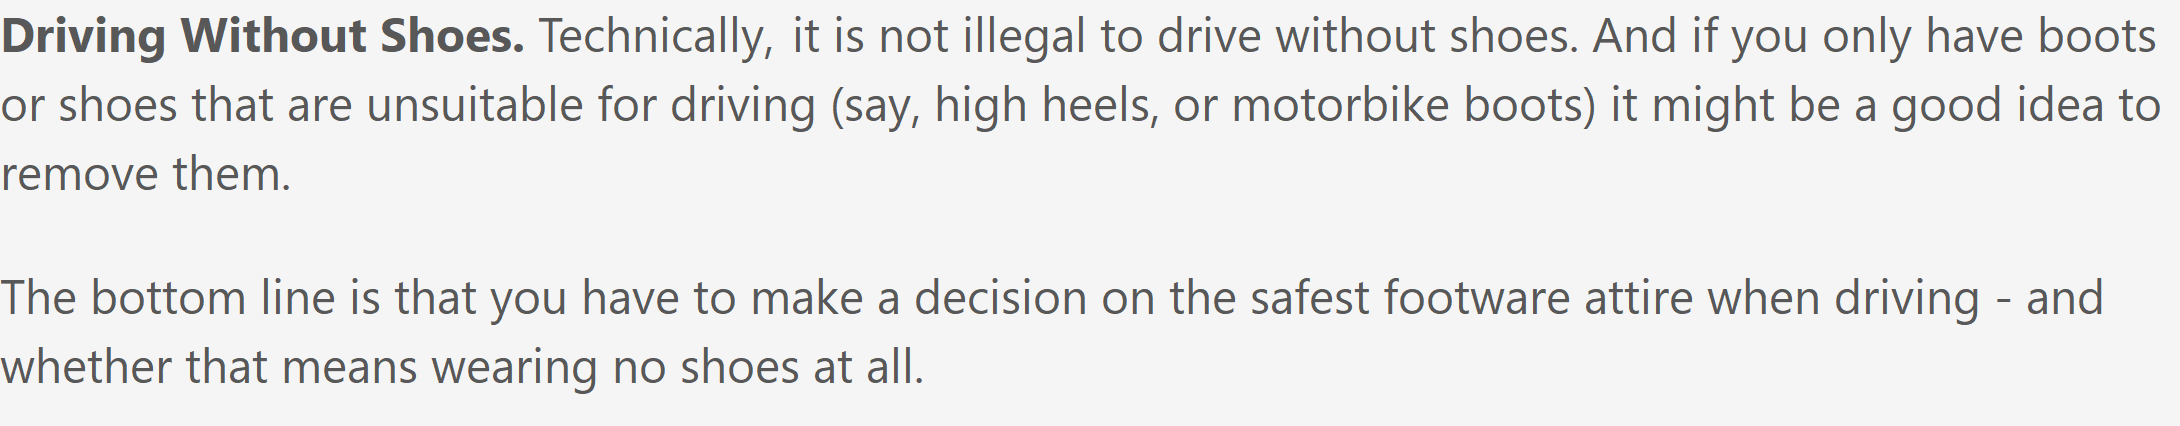 Driving Without Shoes. Technically, it is not illegal to drive without shoes. And if you only have boots
or shoes that are unsuitable for driving (say, high heels, or motorbike boots) it might be a good idea to
remove them.
The bottom line is that you have to make a decision on the safest footware attire when driving - and
whether that means wearing no shoes at all.